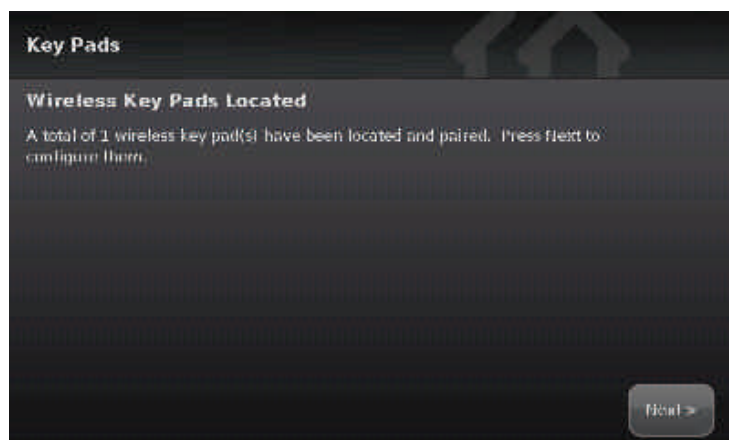 Key Pads
Wireless Key Pads Located
A total of 1 wireless key pad(s) have been located and paired. Press Next to
configure them.
Next >